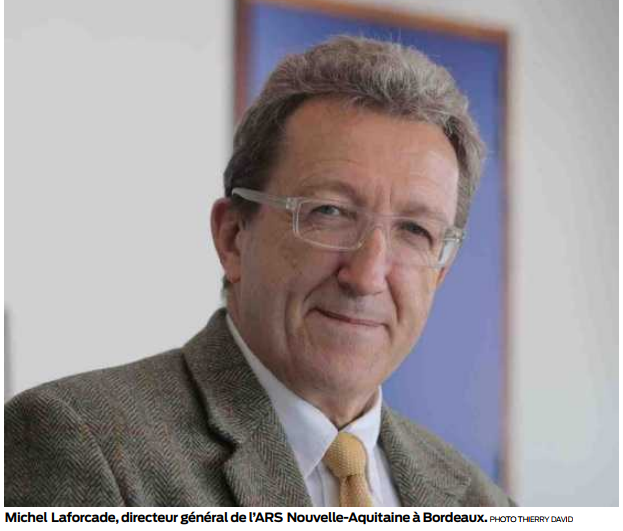 Michel Laforcade, directeur général de l'ARS Nouvelle-Aquitaine à Bordeaux. PHOTO THIERRY DAVID